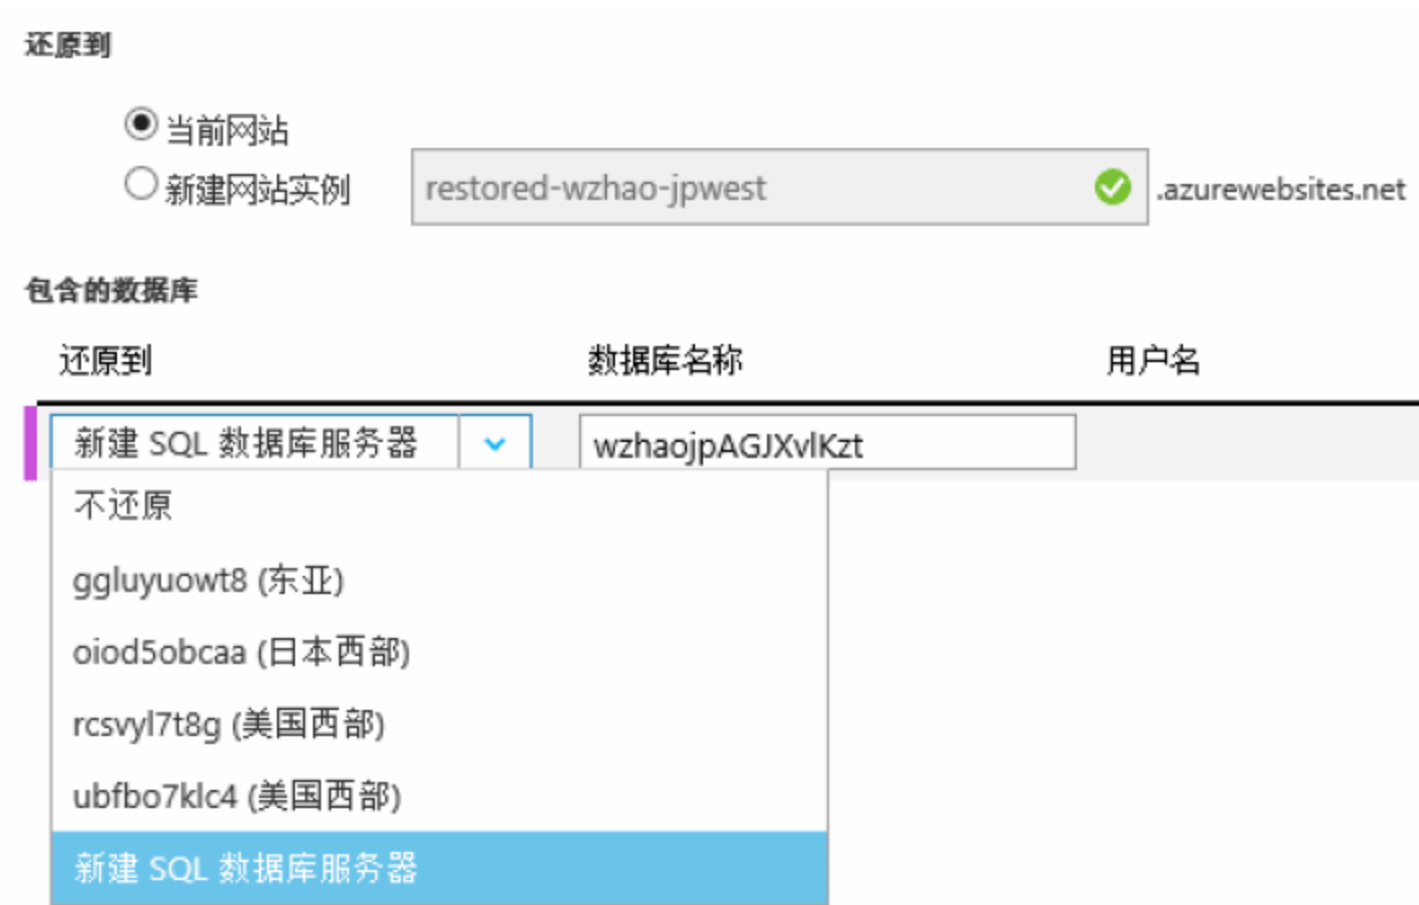 还原到
当前网站
新建网站实例 restored-wzhao-jpwest .azurewebsites.net
包含的数据库
还原到 数据库名称 用户名
新建 SQL 数据库服务器 wzhaojpAGJXvlKzt
不还原
ggluyuowt8 (东亚)
oiod5obcaa (日本西部)
rcsvyl7t8g (美国西部)
ubfbo7klc4 (美国西部)
新建 SQL 数据库服务器